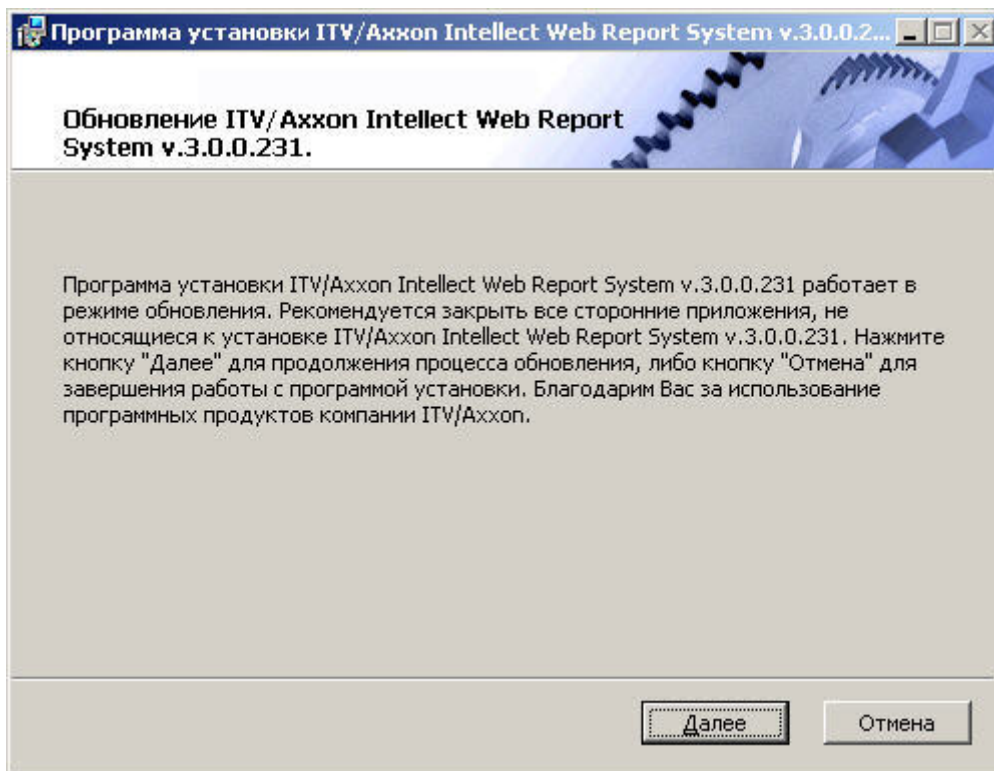 Программа установки ITV/Axxon Intellect Web Report System v.3.0.0.2...
Обновление ITV/Axxon Intellect Web Report
System v.3.0.0.231.
Программа установки ITV/Axxon Intellect Web Report System v.3.0.0.231 работает в
режиме обновления. Рекомендуется закрыть все сторонние приложения, не
относящиеся к установке ITV/Axxon Intellect Web Report System v.3.0.0.231. Нажмите
кнопку "Далее" для продолжения процесса обновления, либо кнопку "Отмена" для
завершения работы с программой установки. Благодарим Вас за использование
программных продуктов компании ITV/Axxon.
Далее Отмена